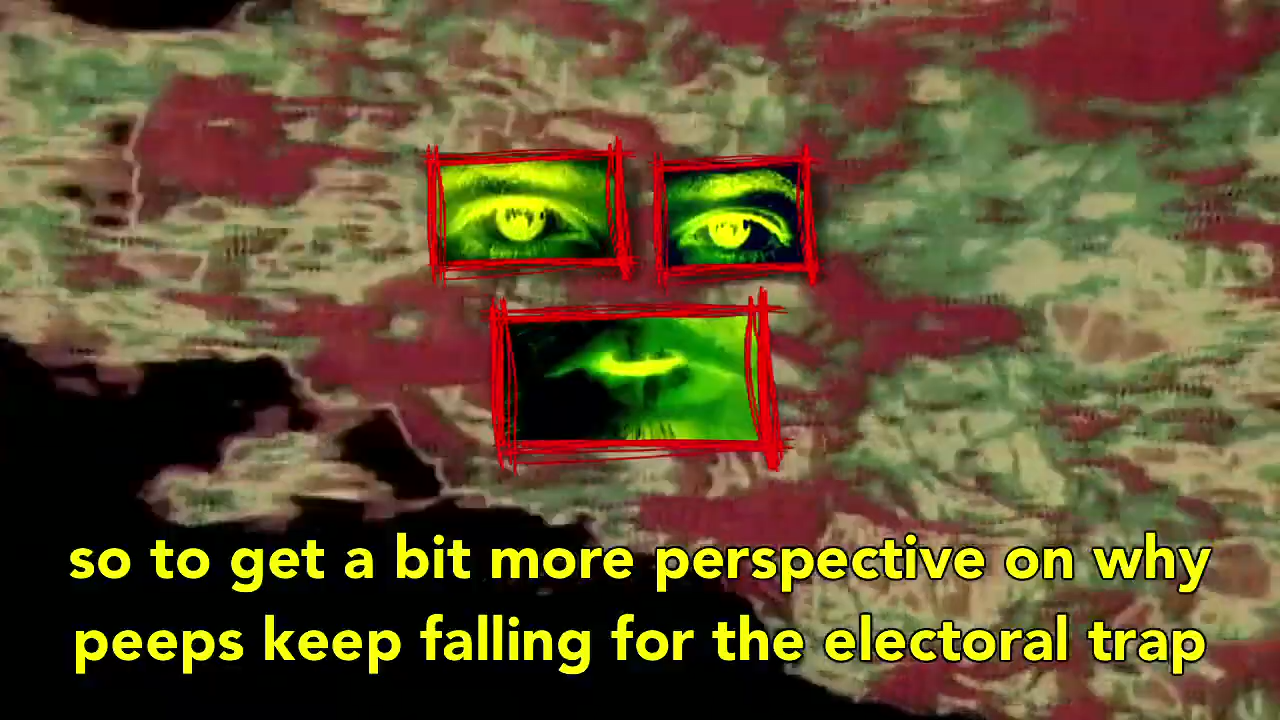 so to get a bit more perspective on why
peeps keep falling for the electoral trap